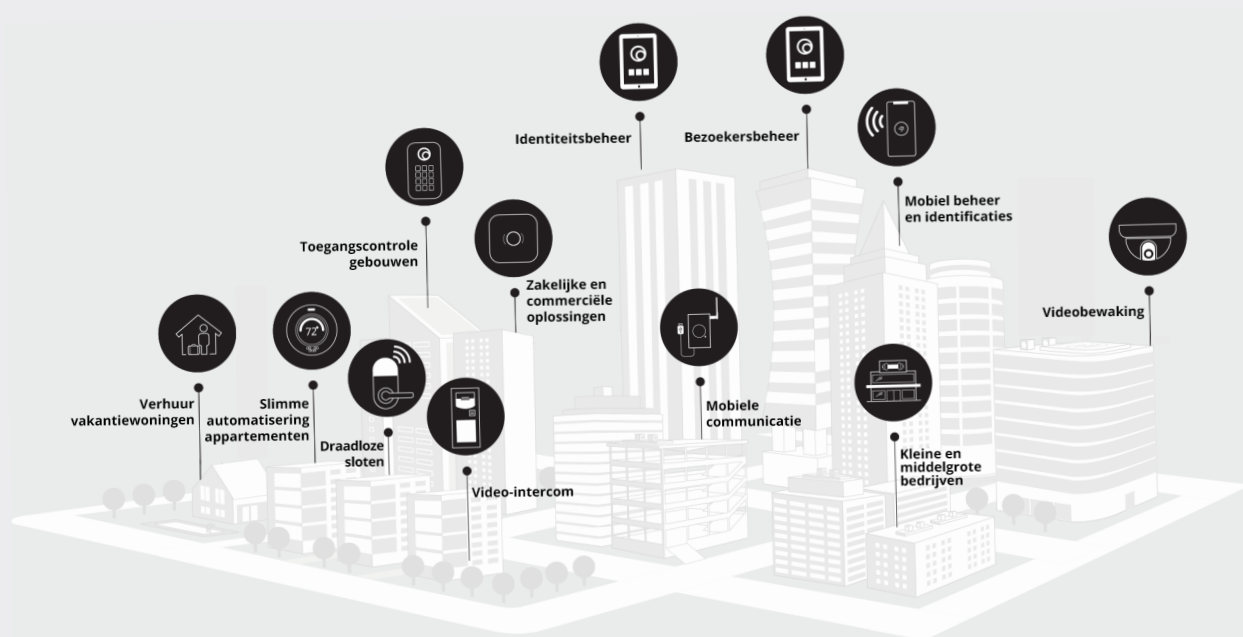 Identiteitsbeheer
Bezoekersbeheer
Mobiel beheer
en identificaties
Toegangscontrole
gebouwen
Zakelijke en
commerciële
oplossingen
Videobewaking
72°
Verhuur
vakantiewoningen
Slimme
automatisering
appartementen
Draadloze
sloten
Video-intercom
Mobiele
communicatie
Kleine en
middelgrote
bedrijven